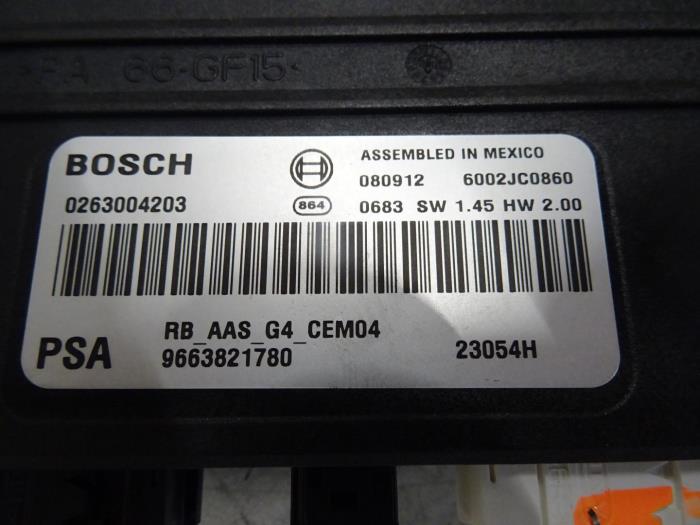 >PA 66-GF15<
BOSCH
ASSEMBLED IN MEXICO
080912 6002JC0860
0263004203
864
0683 SW 1.45 HW 2.00
PSA
RB_AAS_G4_CEM04
9663821780
23054H